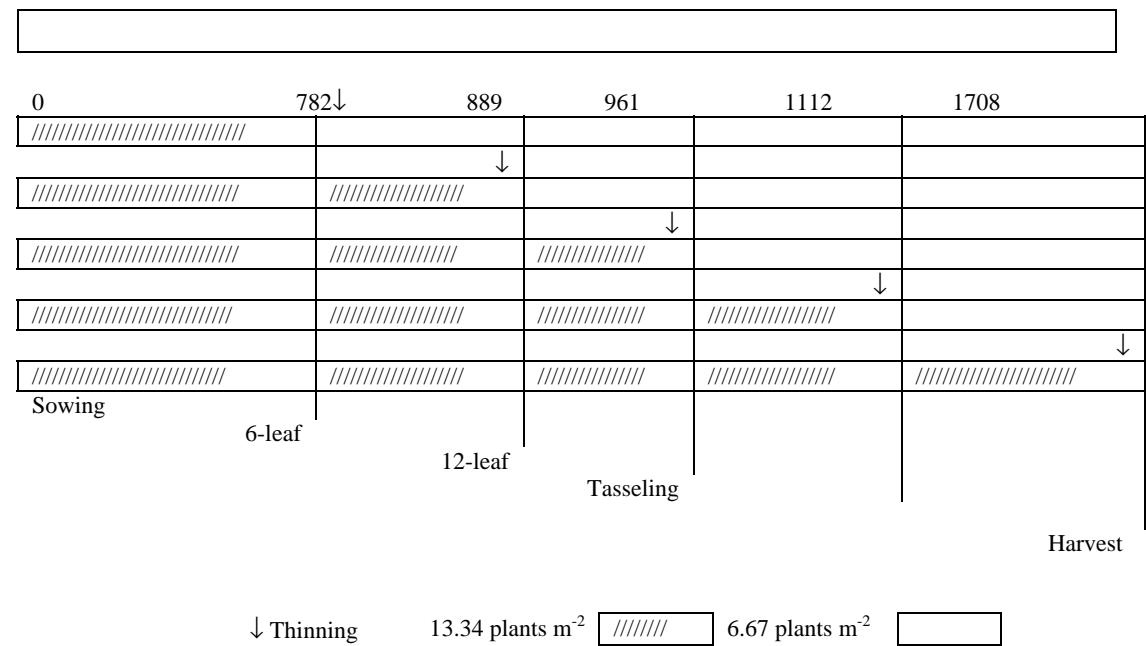 0 782↓ 889 961 1112 1708
///////////////////////////////
↓
/////////////////////////////// ////////////////////
↓
/////////////////////////////// /////////////////// ////////////////
↓
////////////////////////////// //////////////////// //////////////// ///////////////////
↓
///////////////////////////// //////////////////// //////////////// /////////////////// ////////////////////////
Sowing
6-leaf
12-leaf
Tasseling
Harvest
↓ Thinning 13.34 plants m-2 //////// 6.67 plants m-2